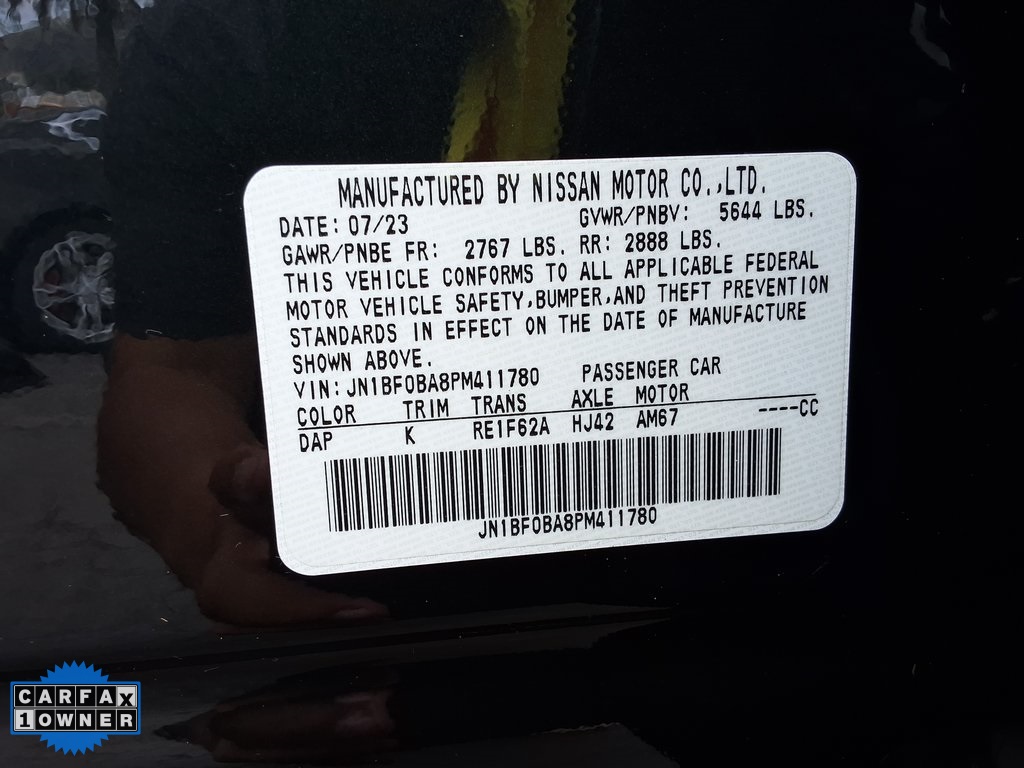 MANUFACTURED BY NISSAN MOTOR CO.,LTD.
DATE: 07/23 GVWR/PNBV: 5644 LBS.
GAWR/PNBE FR: 2767 LBS. RR: 2888 LBS.
THIS VEHICLE CONFORMS TO ALL APPLICABLE FEDERAL
MOTOR VEHICLE SAFETY,BUMPER,AND THEFT PREVENTION
STANDARDS IN EFFECT ON THE DATE OF MANUFACTURE
SHOWN ABOVE.
VIN: JN1BF0BA8PM411780 PASSENGER CAR
COLOR TRIM TRANS AXLE MOTOR
DAP K RE1F62A HJ42 AM67 ----CC
JN1BF0BA8PM411780
CARFAX
1 OWNER